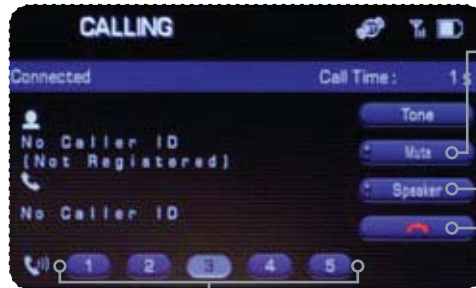 CALLING
Connected Call Time : 1 s
Tone
No Caller ID
(Not Registered)
Mute
Speaker
No Caller ID
1 2 3 4 5